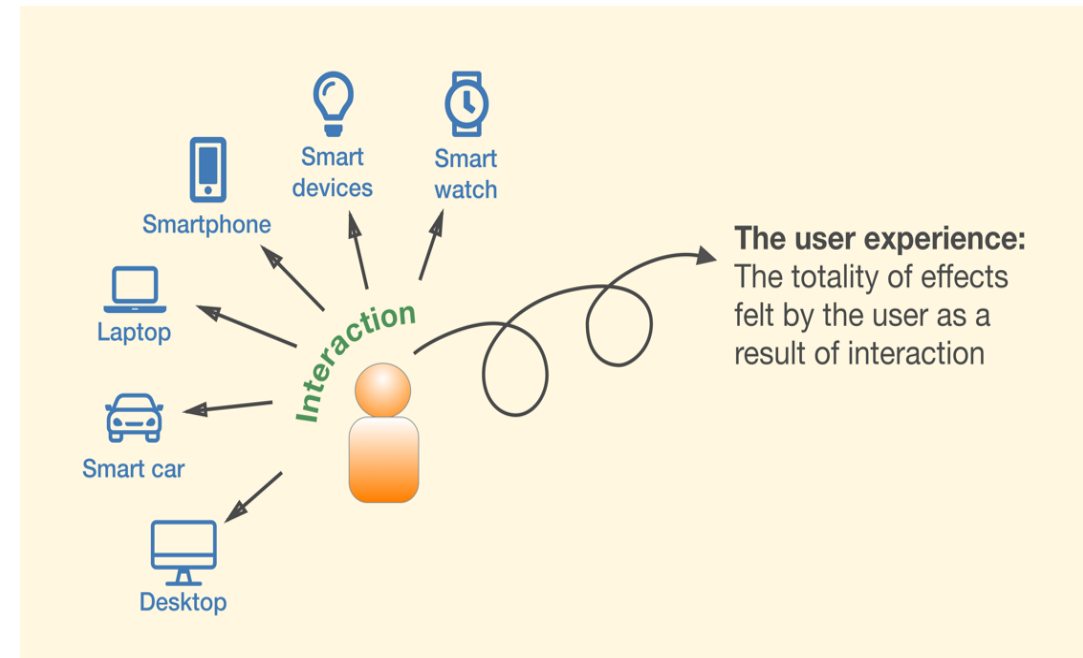 Smart
devices
Smart
watch
Smartphone
Laptop
Smart car
Desktop
Interaction
The user experience:
The totality of effects
felt by the user as a
result of interaction